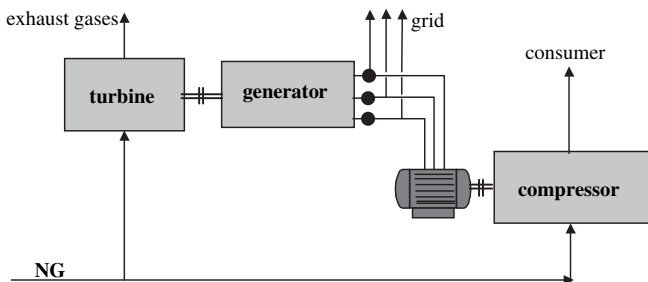 exhaust gases
grid
consumer
turbine
generator
compressor
NG